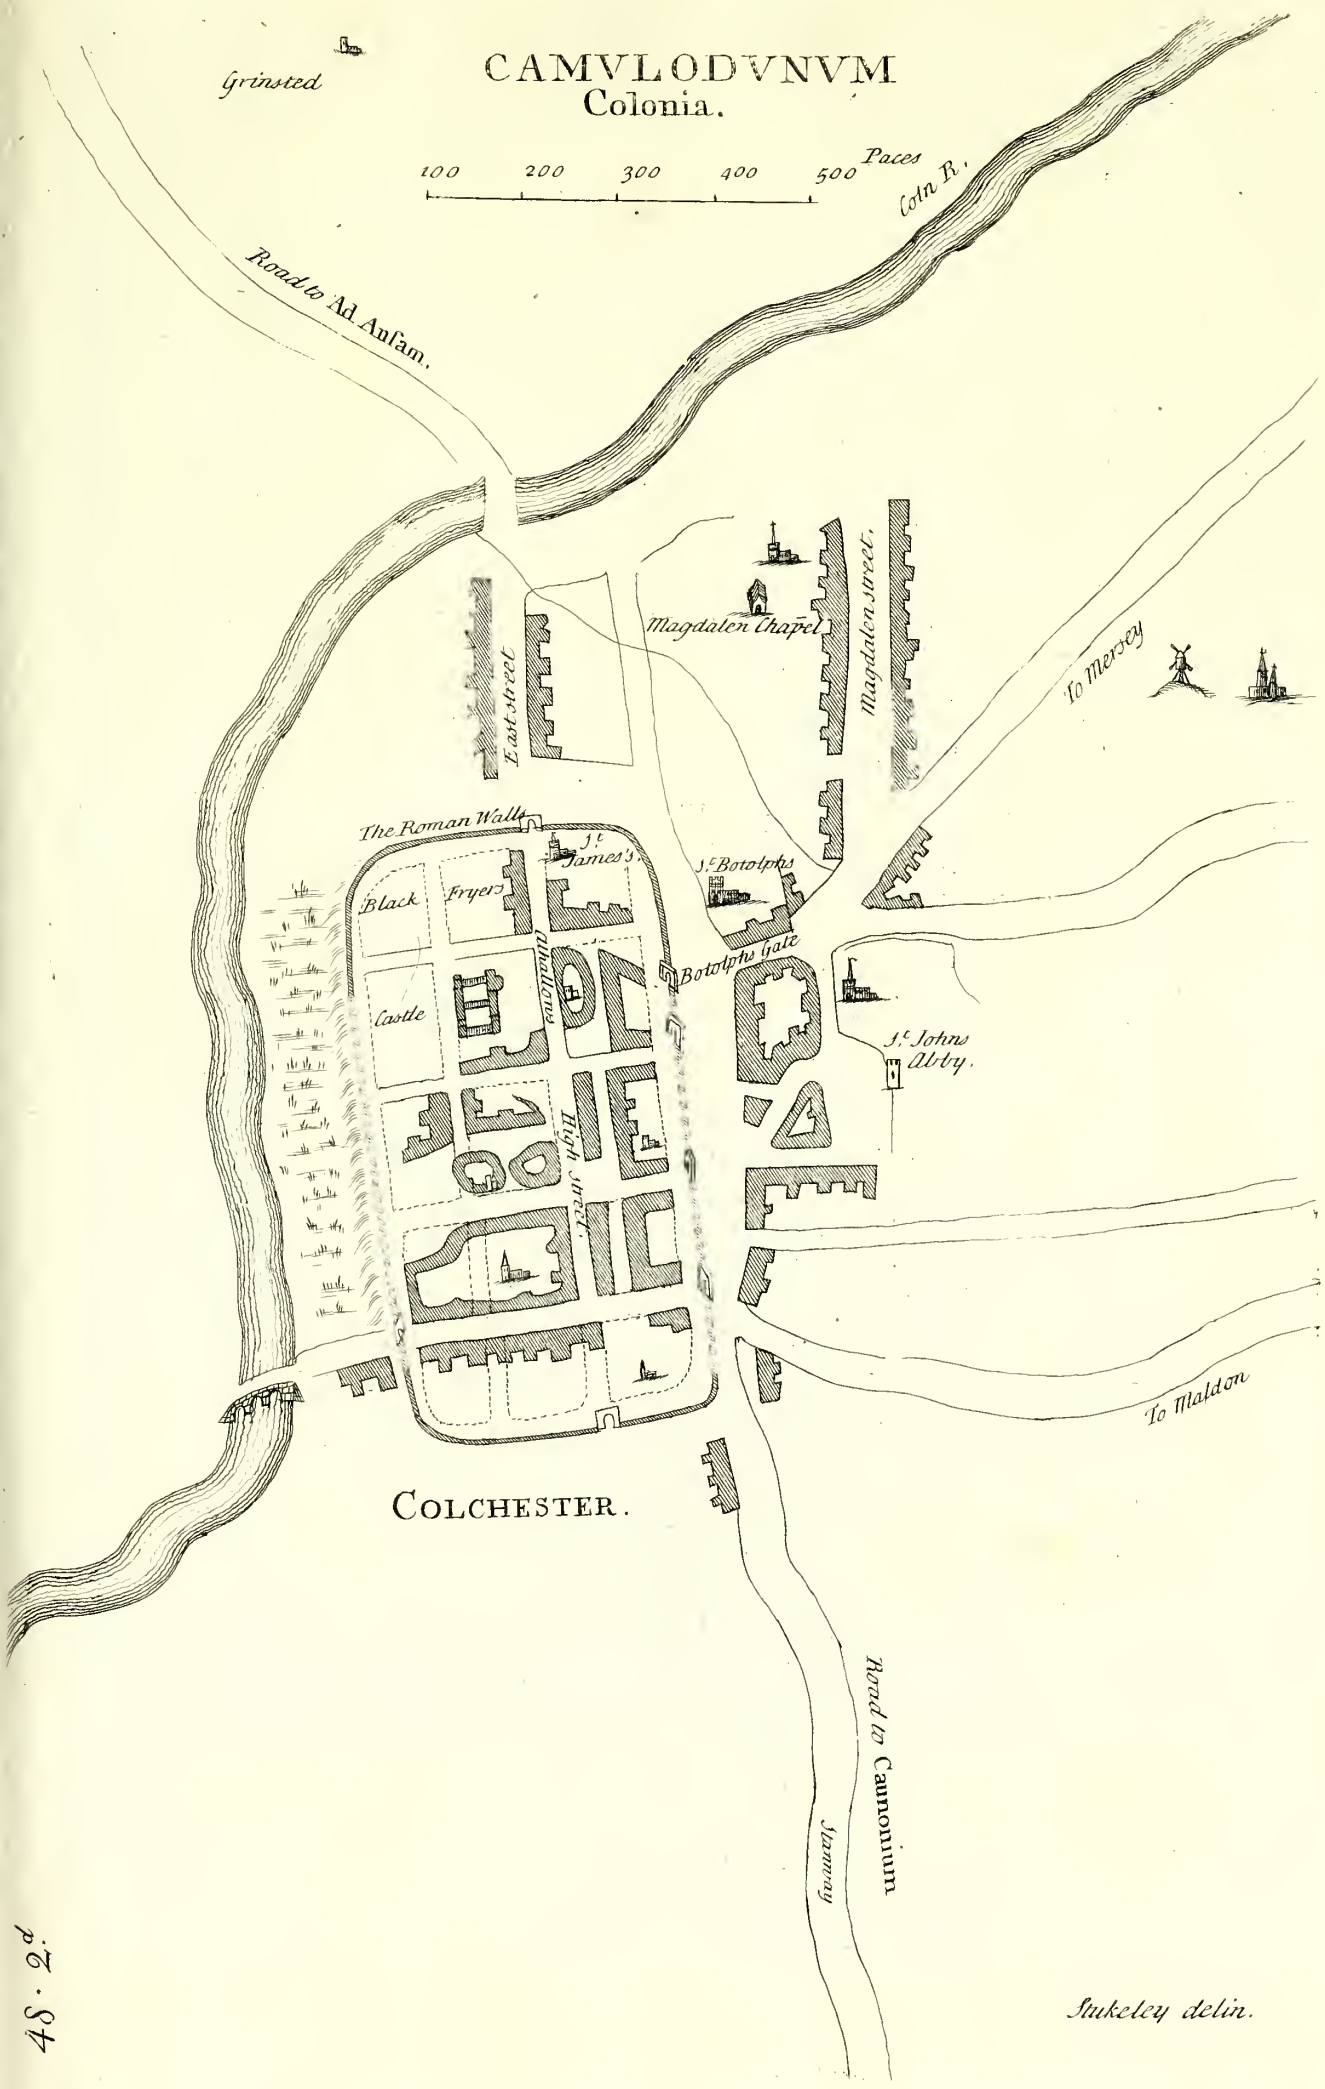 Grinsted
CAMVLODVNVM
Colonia.
100 200 300 400 500 Paces
Coln R.
Road to Ad Anſam.
Magdalen street.
Magdalen Chapel
East street
To Mersey
The Roman Walls
St
James's.
St Botolphs
Black Fryers
Botolphs Gate
Alhallows
Castle
St Johns
Abby.
High street.
To Maldon
COLCHESTER.
Road to Caunonium
Stanway
48. 2d.
Stukeley delin.